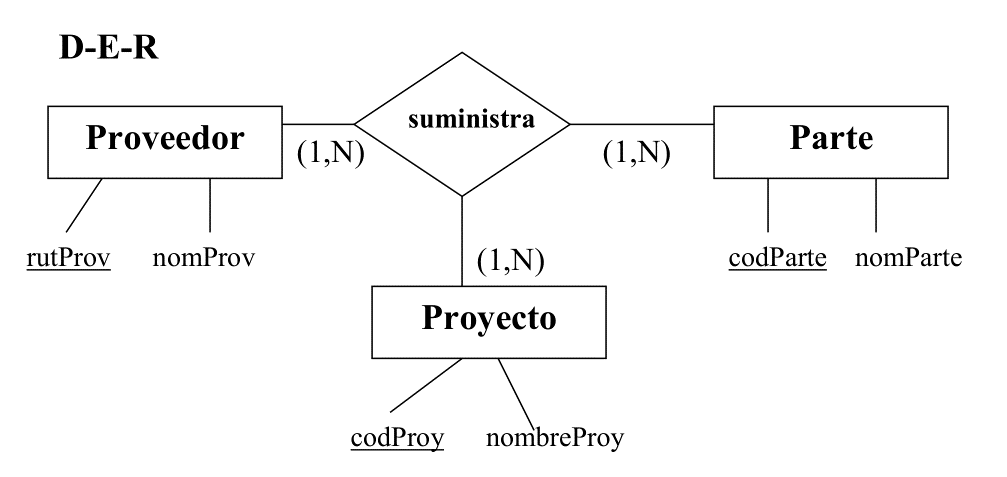 D-E-R
Proveedor
suministra
Parte
(1,N)
(1,N)
rutProv
nomProv
codParte
nomParte
(1,N)
Proyecto
codProy
nombreProy